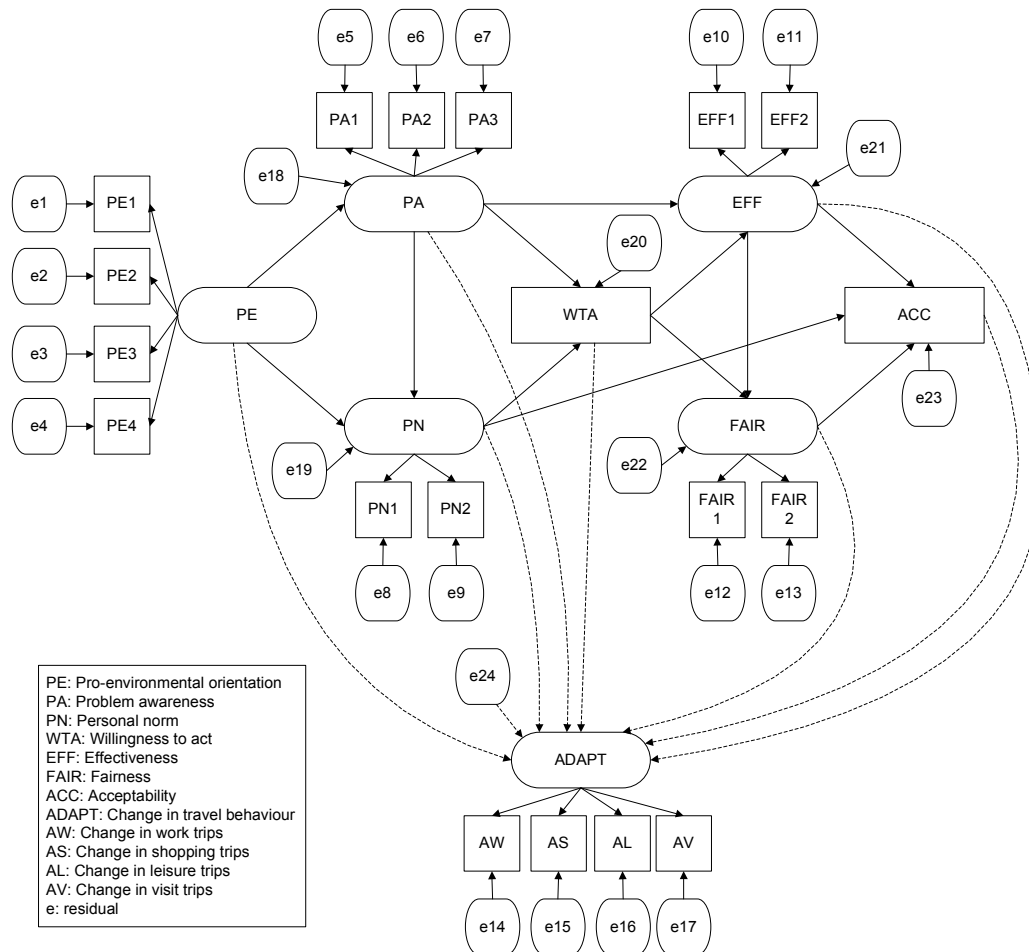 e5
e6
e7
e10
e11
PA1
PA2
PA3
EFF1
EFF2
e21
e18
e1
PE1
PA
EFF
e20
e2
PE2
PE
WTA
ACC
e3
PE3
e23
e4
PE4
PN
FAIR
e19
e22
PN1
PN2
FAIR
1
FAIR
2
e8
e9
e12
e13
e24
ADAPT
PE: Pro-environmental orientation
PA: Problem awareness
PN: Personal norm
WTA: Willingness to act
EFF: Effectiveness
FAIR: Fairness
ACC: Acceptability
ADAPT: Change in travel behaviour
AW: Change in work trips
AS: Change in shopping trips
AL: Change in leisure trips
AV: Change in visit trips
e: residual
AW
AS
AL
AV
e14
e15
e16
e17